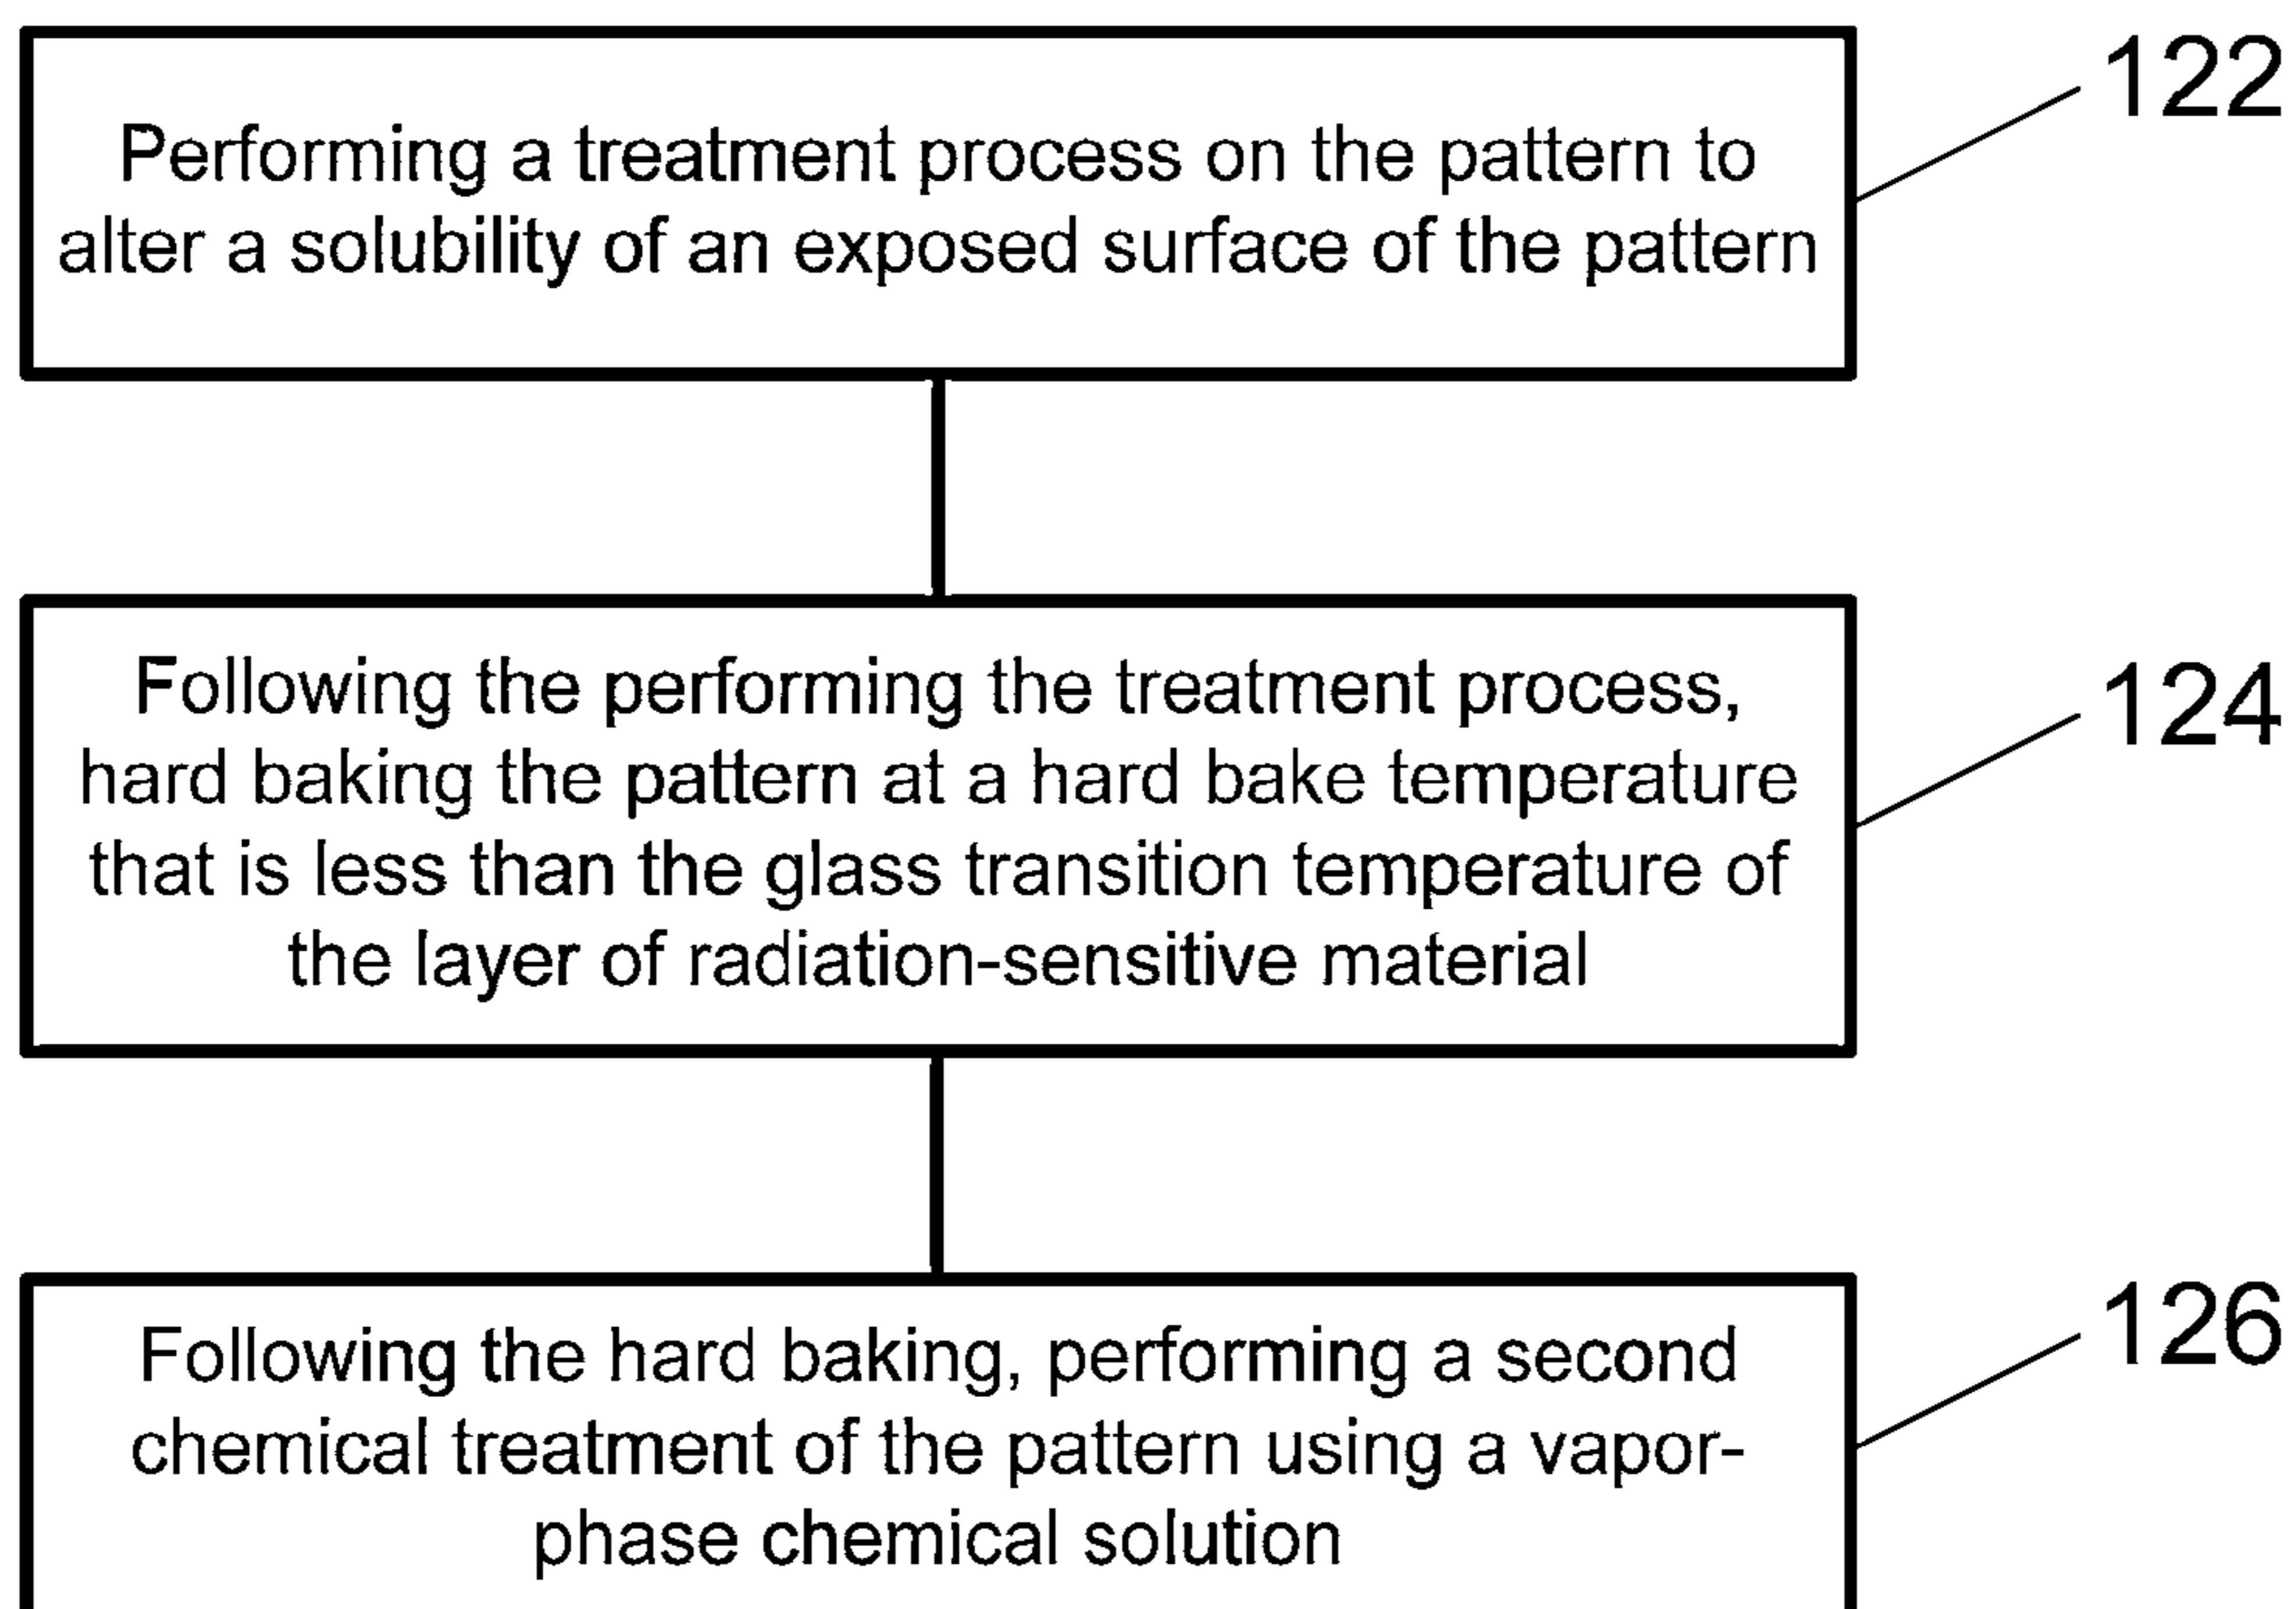 122
Performing a treatment process on the pattern to
alter a solubility of an exposed surface of the pattern
124
Following the performing the treatment process,
hard baking the pattern at a hard bake temperature
that is less than the glass transition temperature of
the layer of radiation-sensitive material
126
Following the hard baking, performing a second
chemical treatment of the pattern using a vapor-
phase chemical solution